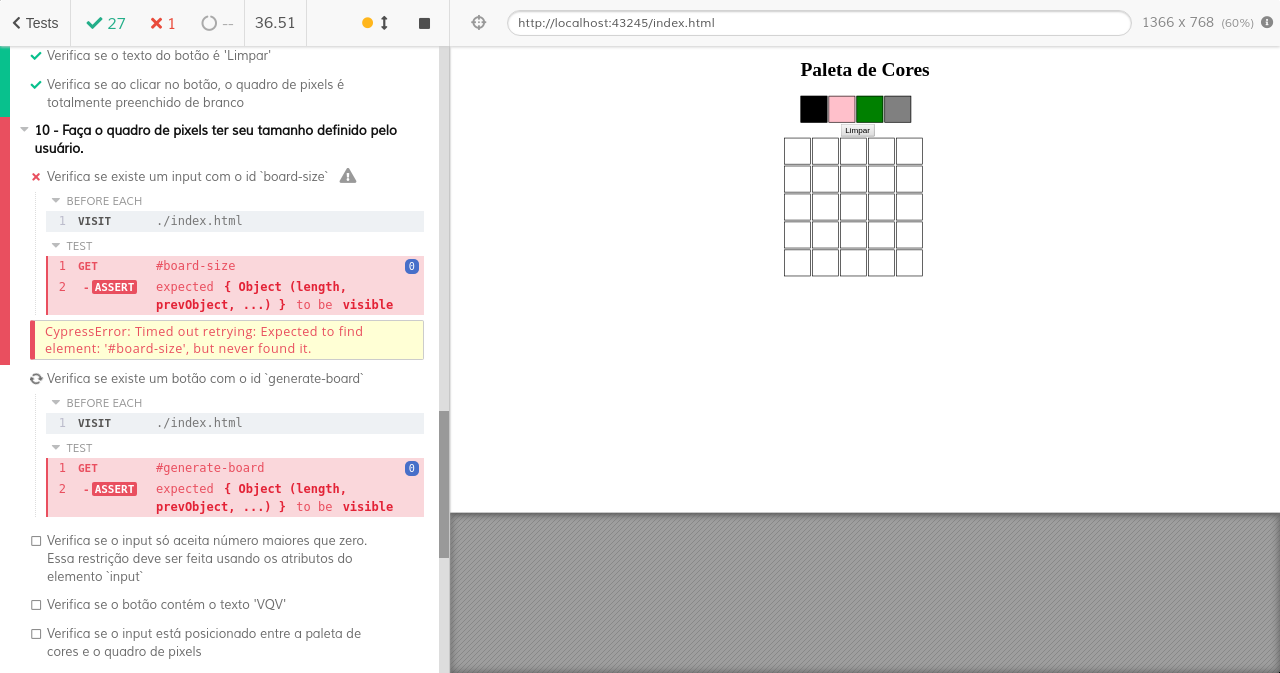 Tests 27 1 -- 36.51
http://localhost:43245/index.html 1366 x 768 (60%)
Verifica se o texto do botão é 'Limpar'
Verifica se ao clicar no botão, o quadro de pixels é
totalmente preenchido de branco
10 - Faça o quadro de pixels ter seu tamanho definido pelo
usuário.
Verifica se existe um input com o id `board-size`
BEFORE EACH
1 VISIT ./index.html
TEST
1 GET #board-size 0
2 -ASSERT expected { Object (length,
prevObject, ...) } to be visible
CypressError: Timed out retrying: Expected to find
element: '#board-size', but never found it.
Verifica se existe um botão com o id `generate-board`
BEFORE EACH
1 VISIT ./index.html
TEST
1 GET #generate-board 0
2 -ASSERT expected { Object (length,
prevObject, ...) } to be visible
Verifica se o input só aceita número maiores que zero.
Essa restrição deve ser feita usando os atributos do
elemento `input`
Verifica se o botão contém o texto 'VQV'
Verifica se o input está posicionado entre a paleta de
cores e o quadro de pixels
Paleta de Cores
Limpar